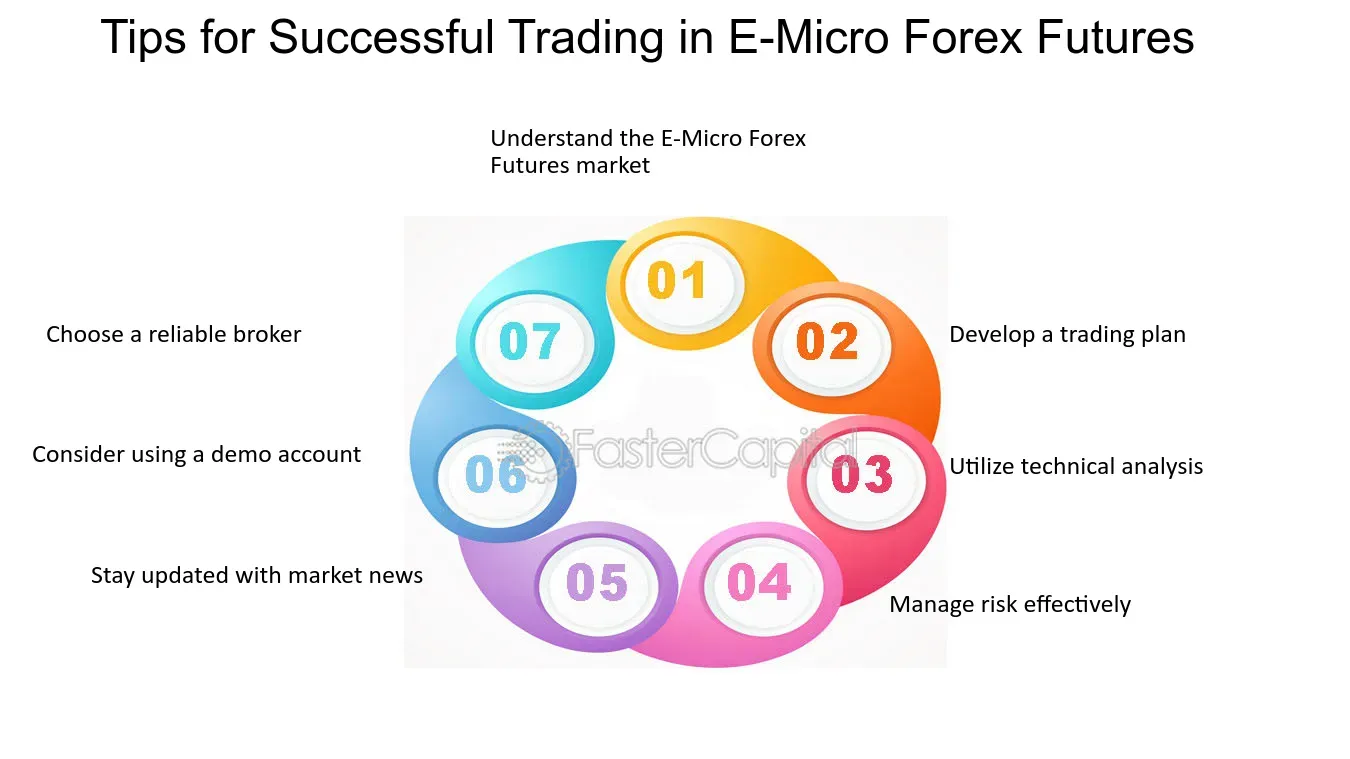 Tips for Successful Trading in E-Micro Forex Futures
Understand the E-Micro Forex
Futures market
01
02
Develop a trading plan
03
Utilize technical analysis
04
Manage risk effectively
05
Stay updated with market news
06
Consider using a demo account
07
Choose a reliable broker
FasterCapital